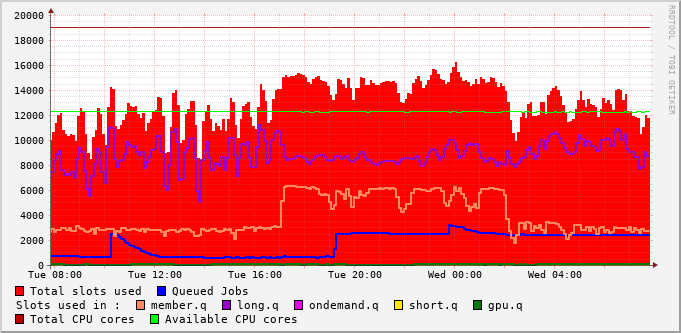 20000
18000
16000
14000
12000
10000
8000
6000
4000
2000
0
Tue 08:00 Tue 12:00 Tue 16:00 Tue 20:00 Wed 00:00 Wed 04:00
Total slots used Queued Jobs
Slots used in : member.q long.q ondemand.q short.q gpu.q
Total CPU cores Available CPU cores
RRDTOOL / TOBI OETIKER